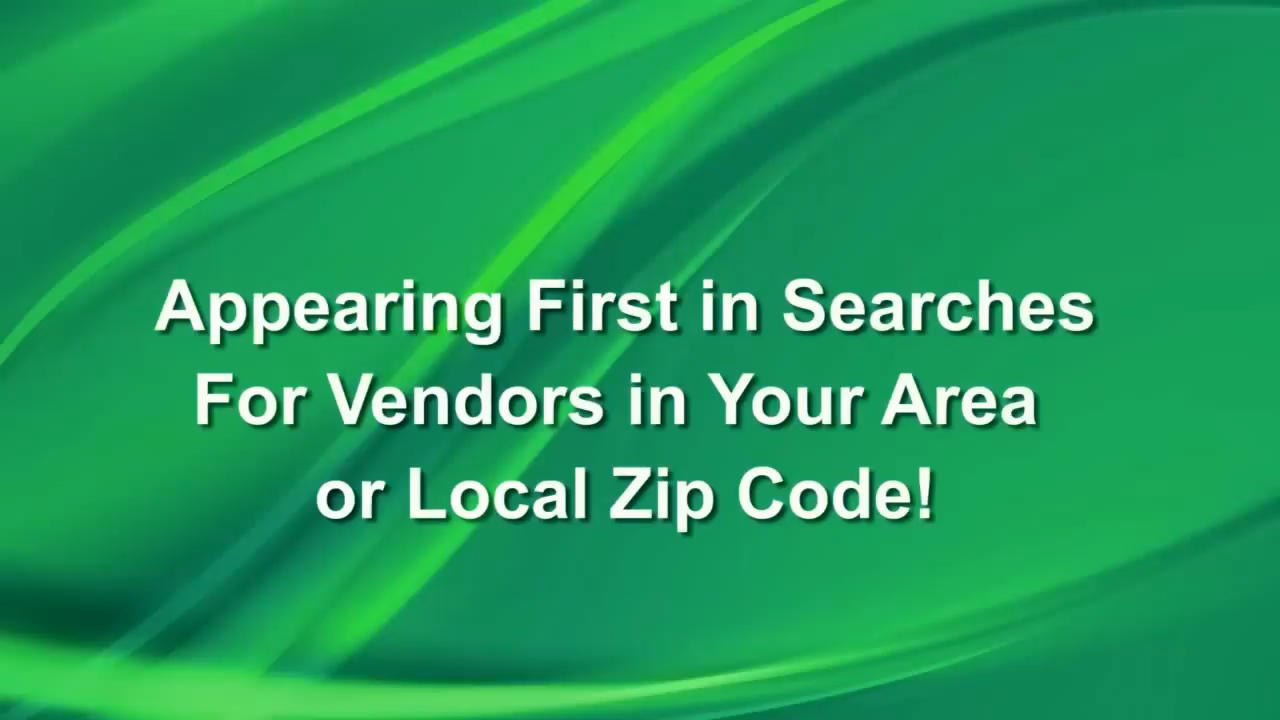 Appearing First in Searches
For Vendors in Your Area
or Local Zip Code!